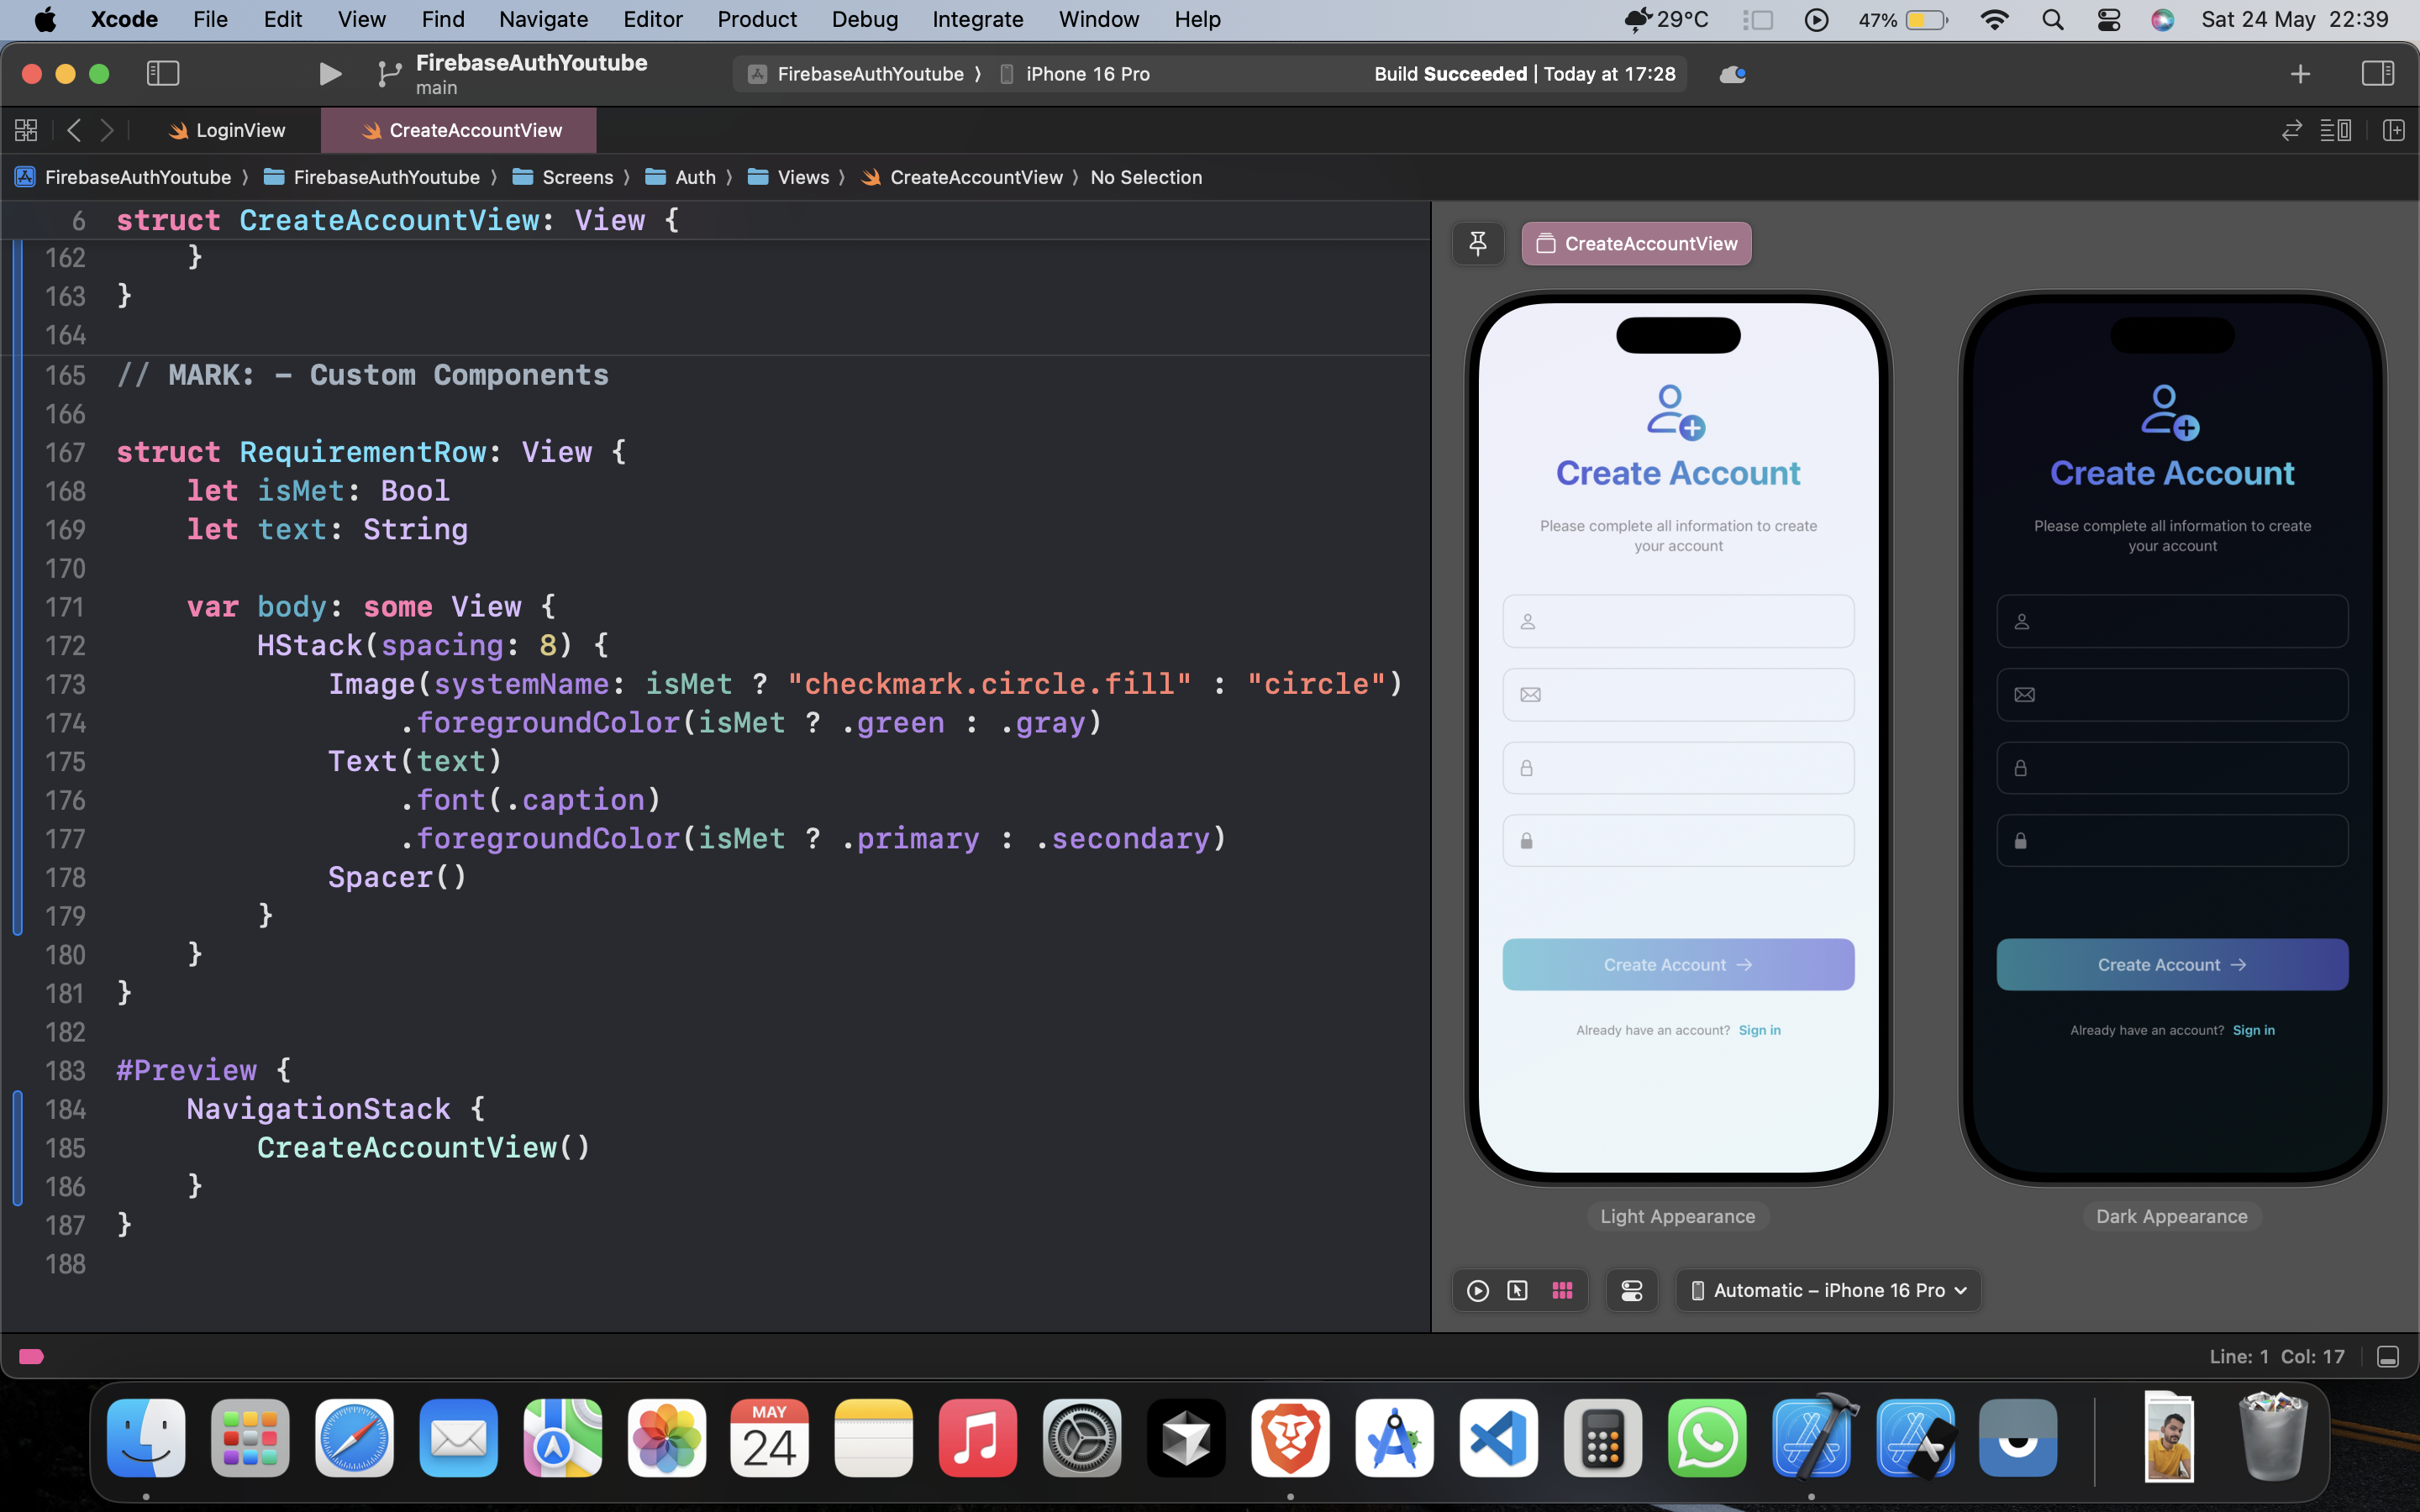 Xcode File Edit View Find Navigate Editor Product Debug Integrate Window Help 29°C 47% Sat 24 May 22:39
FirebaseAuthYoutube
main
FirebaseAuthYoutube 〉 iPhone 16 Pro Build Succeeded | Today at 17:28
LoginView CreateAccountView
FirebaseAuthYoutube 〉 FirebaseAuthYoutube 〉 Screens 〉 Auth 〉 Views 〉 CreateAccountView 〉 No Selection
6 struct CreateAccountView: View {
162 }
163 }
164
165 // MARK: - Custom Components
166
167 struct RequirementRow: View {
168 let isMet: Bool
169 let text: String
170
171 var body: some View {
172 HStack(spacing: 8) {
173 Image(systemName: isMet ? "checkmark.circle.fill" : "circle")
174 .foregroundColor(isMet ? .green : .gray)
175 Text(text)
176 .font(.caption)
177 .foregroundColor(isMet ? .primary : .secondary)
178 Spacer()
179 }
180 }
181 }
182
183 #Preview {
184 NavigationStack {
185 CreateAccountView()
186 }
187 }
188
CreateAccountView
Create Account
Please complete all information to create
your account
Create Account →
Already have an account? Sign in
Light Appearance
Create Account
Please complete all information to create
your account
Create Account →
Already have an account? Sign in
Dark Appearance
Automatic – iPhone 16 Pro
Line: 1 Col: 17
MAY
24